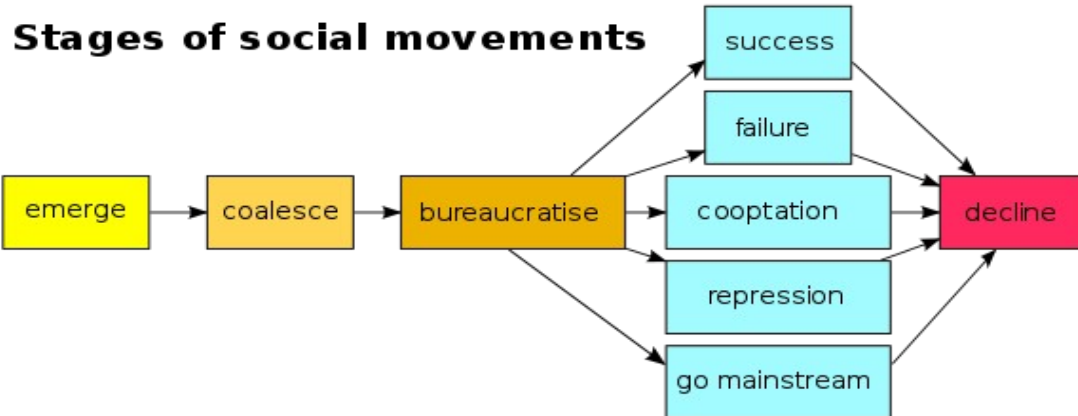 Stages of social movements
success
failure
emerge
coalesce
bureaucratise
cooptation
decline
repression
go mainstream